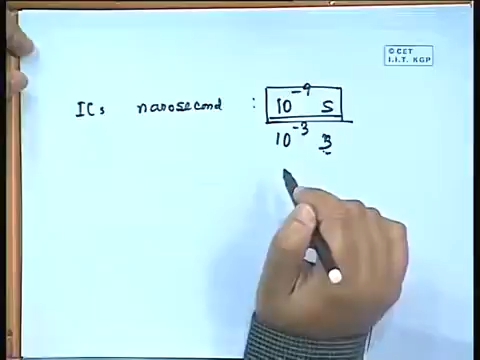 © CET
I.I.T. KGP
ICs nanosecond : 10⁻⁹ s
10⁻³ s